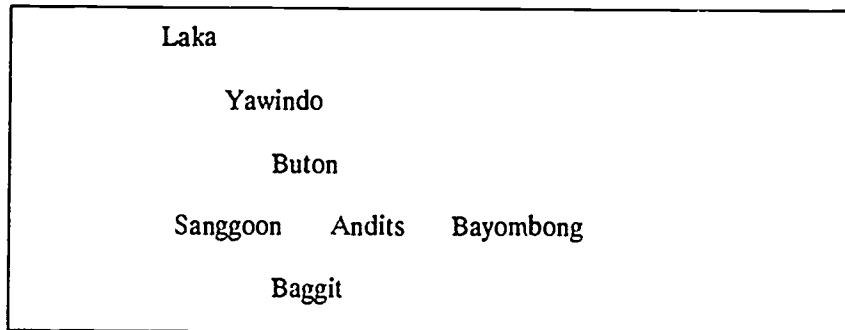 Laka
Yawindo
Buton
Sanggoon Andits Bayombong
Baggit